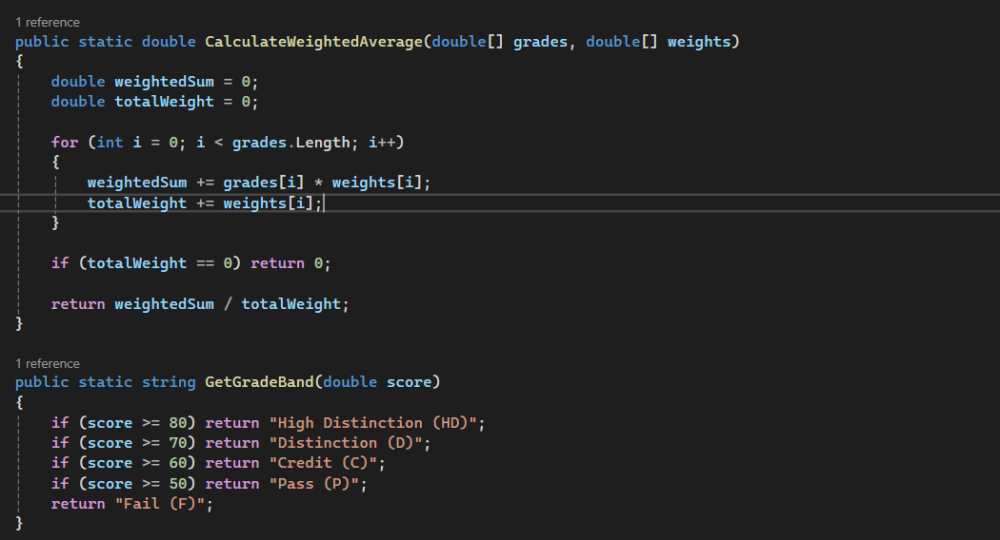 1 reference
public static double CalculateWeightedAverage(double[] grades, double[] weights)
{
    double weightedSum = 0;
    double totalWeight = 0;

    for (int i = 0; i < grades.Length; i++)
    {
        weightedSum += grades[i] * weights[i];
        totalWeight += weights[i];
    }

    if (totalWeight == 0) return 0;

    return weightedSum / totalWeight;
}

1 reference
public static string GetGradeBand(double score)
{
    if (score >= 80) return "High Distinction (HD)";
    if (score >= 70) return "Distinction (D)";
    if (score >= 60) return "Credit (C)";
    if (score >= 50) return "Pass (P)";
    return "Fail (F)";
}